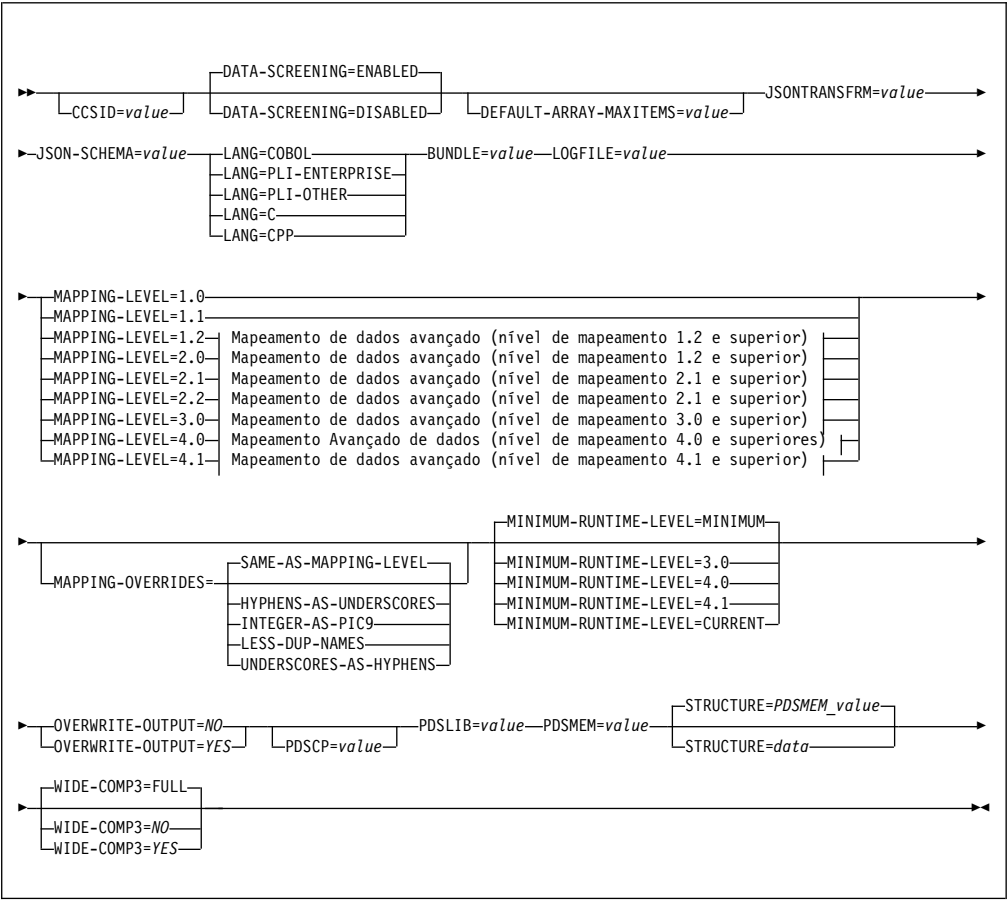 DATA-SCREENING=ENABLED
CCSID=value DATA-SCREENING=DISABLED DEFAULT-ARRAY-MAXITEMS=value JSONTRANSFRM=value
JSON-SCHEMA=value LANG=COBOL BUNDLE=value LOGFILE=value
LANG=PLI-ENTERPRISE
LANG=PLI-OTHER
LANG=C
LANG=CPP
MAPPING-LEVEL=1.0
MAPPING-LEVEL=1.1
MAPPING-LEVEL=1.2 Mapeamento de dados avançado (nível de mapeamento 1.2 e superior)
MAPPING-LEVEL=2.0 Mapeamento de dados avançado (nível de mapeamento 1.2 e superior)
MAPPING-LEVEL=2.1 Mapeamento de dados avançado (nível de mapeamento 2.1 e superior)
MAPPING-LEVEL=2.2 Mapeamento de dados avançado (nível de mapeamento 2.1 e superior)
MAPPING-LEVEL=3.0 Mapeamento de dados avançado (nível de mapeamento 3.0 e superior)
MAPPING-LEVEL=4.0 Mapeamento Avançado de dados (nível de mapeamento 4.0 e superiores)
MAPPING-LEVEL=4.1 Mapeamento de dados avançado (nível de mapeamento 4.1 e superior)
MAPPING-OVERRIDES=
SAME-AS-MAPPING-LEVEL
HYPHENS-AS-UNDERSCORES
INTEGER-AS-PIC9
LESS-DUP-NAMES
UNDERSCORES-AS-HYPHENS
MINIMUM-RUNTIME-LEVEL=MINIMUM
MINIMUM-RUNTIME-LEVEL=3.0
MINIMUM-RUNTIME-LEVEL=4.0
MINIMUM-RUNTIME-LEVEL=4.1
MINIMUM-RUNTIME-LEVEL=CURRENT
OVERWRITE-OUTPUT=NO
OVERWRITE-OUTPUT=YES
PDSCP=value
PDSLIB=value PDSMEM=value
STRUCTURE=PDSMEM_value
STRUCTURE=data
WIDE-COMP3=FULL
WIDE-COMP3=NO
WIDE-COMP3=YES